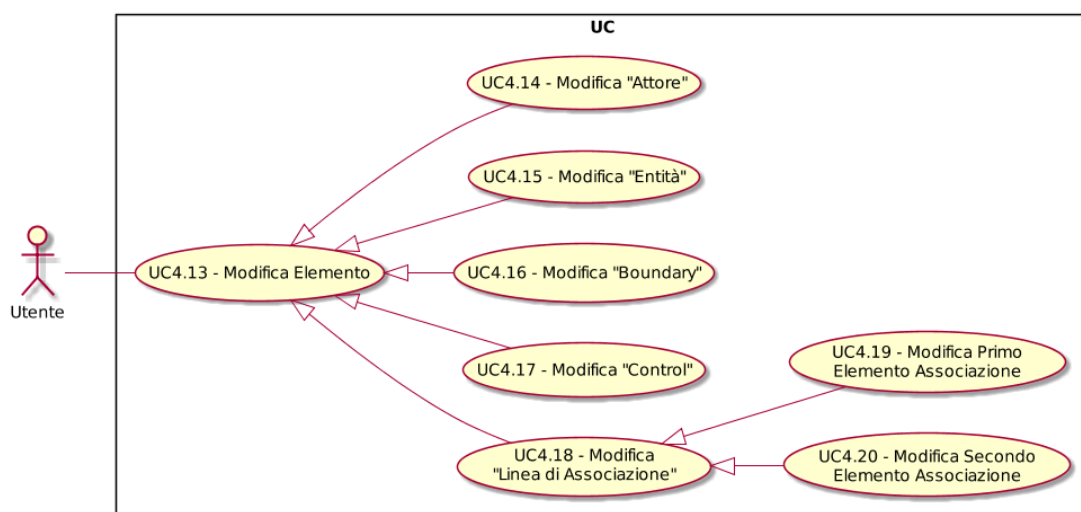 UC
UC4.14 - Modifica "Attore"
UC4.15 - Modifica "Entità"
UC4.13 - Modifica Elemento
UC4.16 - Modifica "Boundary"
Utente
UC4.17 - Modifica "Control"
UC4.19 - Modifica Primo
Elemento Associazione
UC4.18 - Modifica
"Linea di Associazione"
UC4.20 - Modifica Secondo
Elemento Associazione